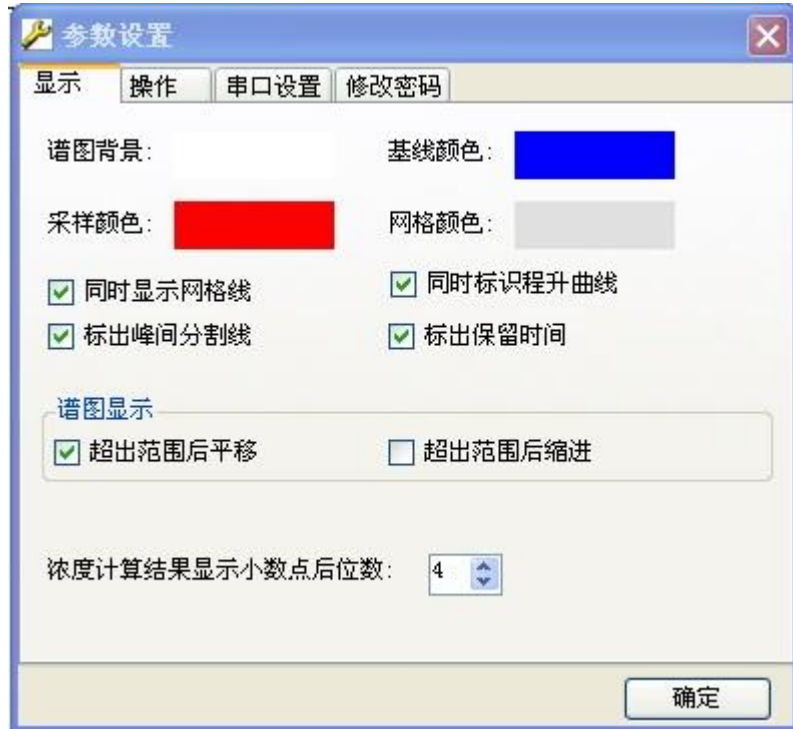 参数设置
显示 操作 串口设置 修改密码
谱图背景: 基线颜色:
采样颜色: 网格颜色:
同时显示网格线 同时标识程升曲线
标出峰间分割线 标出保留时间
谱图显示
超出范围后平移 超出范围后缩进
浓度计算结果显示小数点后位数: 4
确定